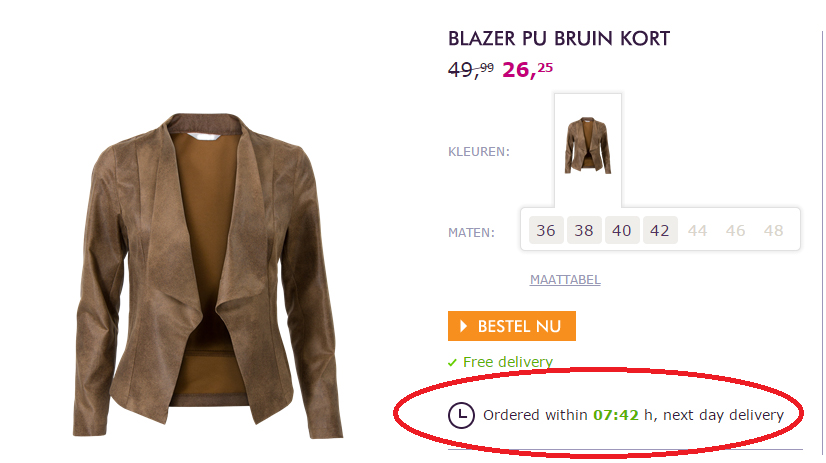 BLAZER PU BRUIN KORT
49,99 26,25
KLEUREN:
MATEN: 36 38 40 42 44 46 48
MAATTABEL
BESTEL NU
Free delivery
Ordered within 07:42 h, next day delivery